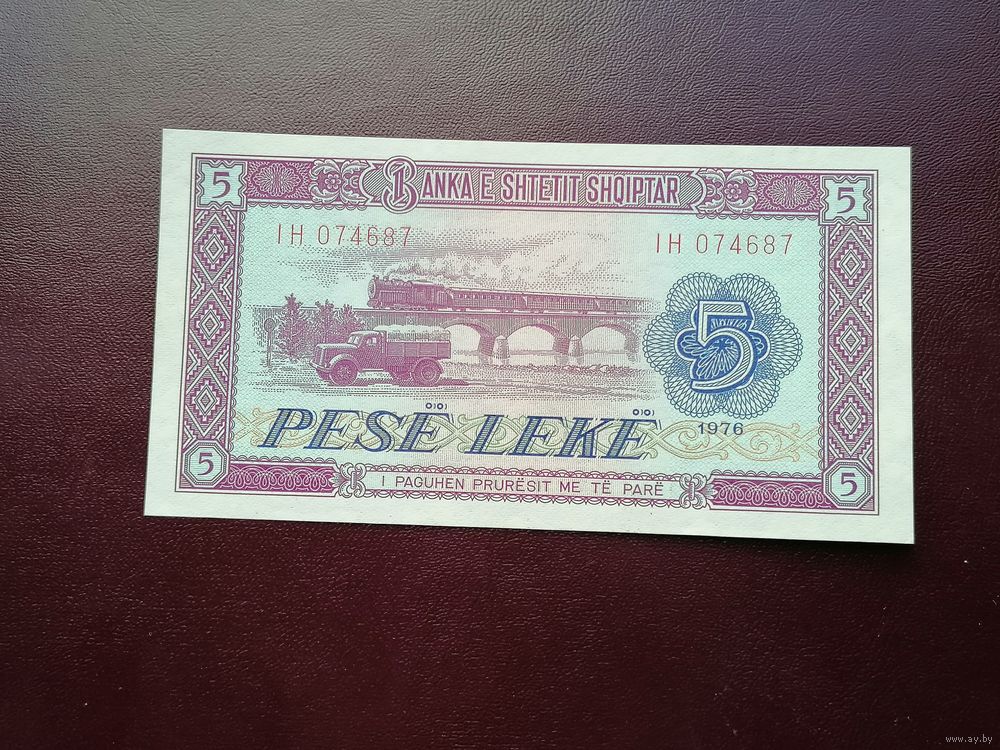 5 BANKA E SHTETIT SHQIPTAR 5
IH 074687 IH 074687
5
PESË LEKË 1976
5 I PAGUHEN PRURËSIT ME TË PARË 5
www.ay.by